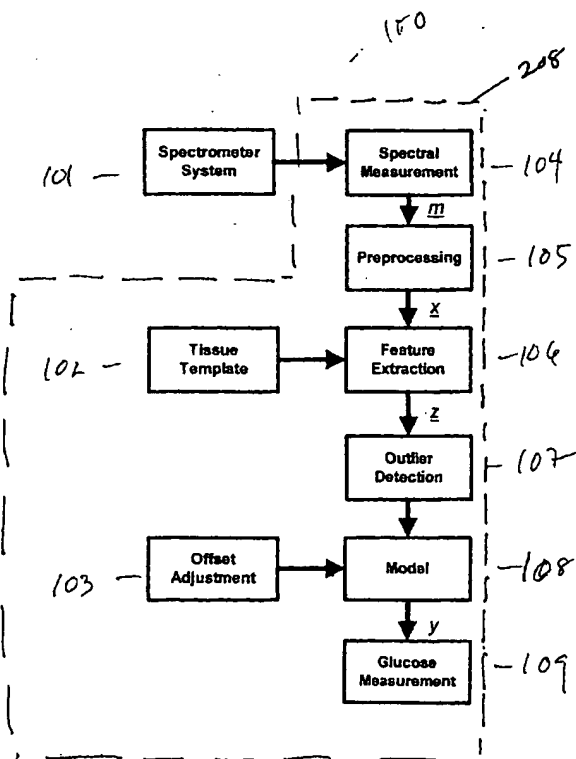 150
208
Spectrometer
System
101
Spectral
Measurement
104
m
Preprocessing
105
x
102
Tissue
Template
Feature
Extraction
106
z
Outlier
Detection
107
103
Offset
Adjustment
Model
108
y
Glucose
Measurement
109